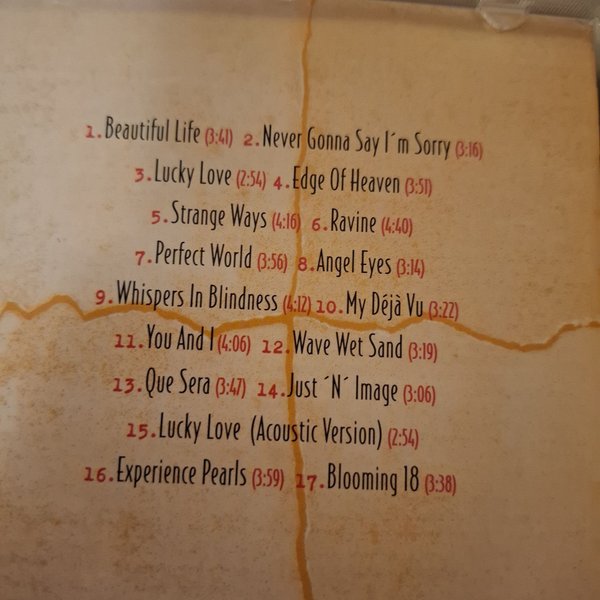 1. Beautiful Life (3:41) 2. Never Gonna Say I´m Sorry (3:16)
3. Lucky Love (2:54) 4. Edge Of Heaven (3:51)
5. Strange Ways (4:16) 6. Ravine (4:40)
7. Perfect World (3:56) 8. Angel Eyes (3:14)
9. Whispers In Blindness (4:12) 10. My Déjà Vu (3:22)
11. You And I (4:06) 12. Wave Wet Sand (3:19)
13. Que Sera (3:47) 14. Just ´N´ Image (3:06)
15. Lucky Love (Acoustic Version) (2:54)
16. Experience Pearls (3:59) 17. Blooming 18 (3:38)